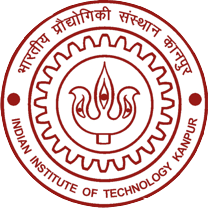 भारतीय प्रौद्योगिकी संस्थान कानपुर
INDIAN INSTITUTE OF TECHNOLOGY KANPUR